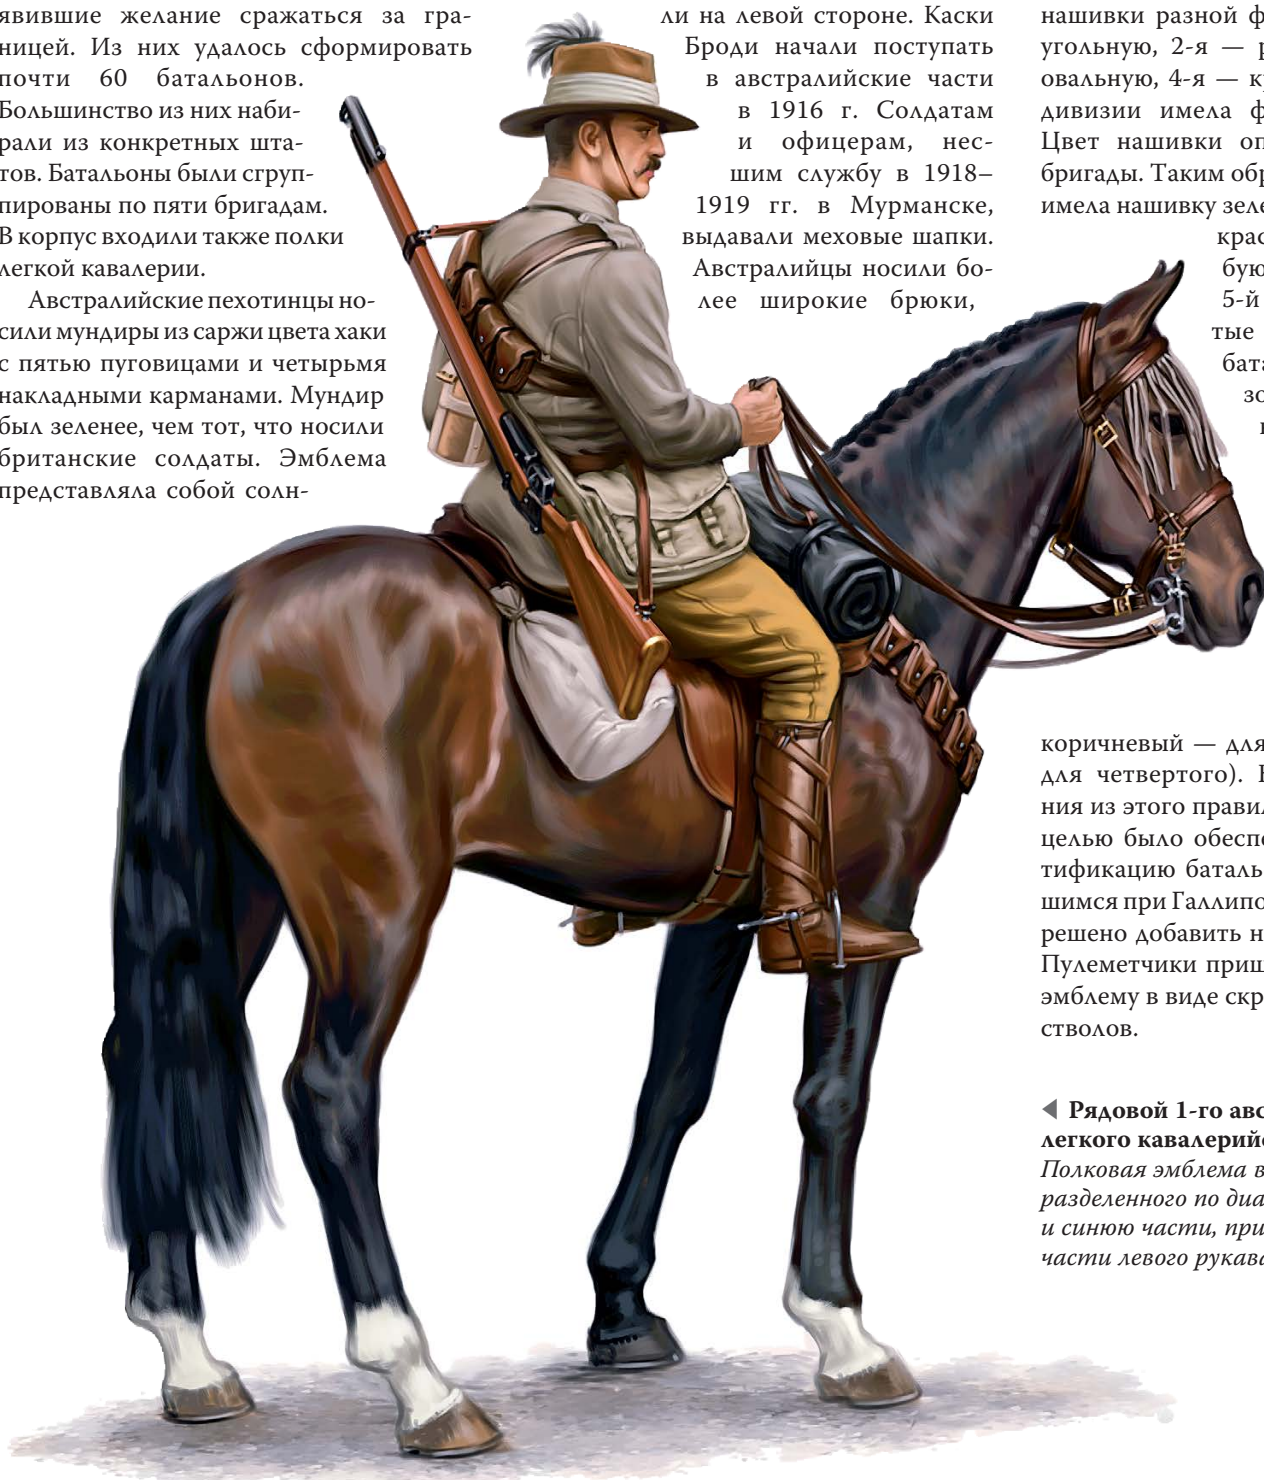 явившие желание сражаться за гра-
ницей. Из них удалось сформировать
почти 60 батальонов.
Большинство из них наби-
рали из конкретных шта-
тов. Батальоны были сгруп-
пированы по пяти бригадам.
В корпус входили также полки
легкой кавалерии.
Австралийские пехотинцы но-
сили мундиры из саржи цвета хаки
с пятью пуговицами и четырьмя
накладными карманами. Мундир
был зеленее, чем тот, что носили
британские солдаты. Эмблема
представляла собой солн-
ли на левой стороне. Каски
Броди начали поступать
в австралийские части
в 1916 г. Солдатам
и офицерам, нес-
шим службу в 1918–
1919 гг. в Мурманске,
выдавали меховые шапки.
Австралийцы носили бо-
лее широкие брюки,
нашивки разной ф
угольную, 2-я — р
овальную, 4-я — к
дивизии имела ф
Цвет нашивки оп
бригады. Таким обр
имела нашивку зеле
крас
бую
5-й
тые
бата
зо
коричневый — для
для четвертого).
ния из этого прави
целью было обесп
тификацию баталь
шимся при Галлипо
решено добавить н
Пулеметчики приш
эмблему в виде скр
стволов.
◀ Рядовой 1-го авс
легкого кавалерий
Полковая эмблема в
разделенного по диа
и синюю части, при
части левого рукав